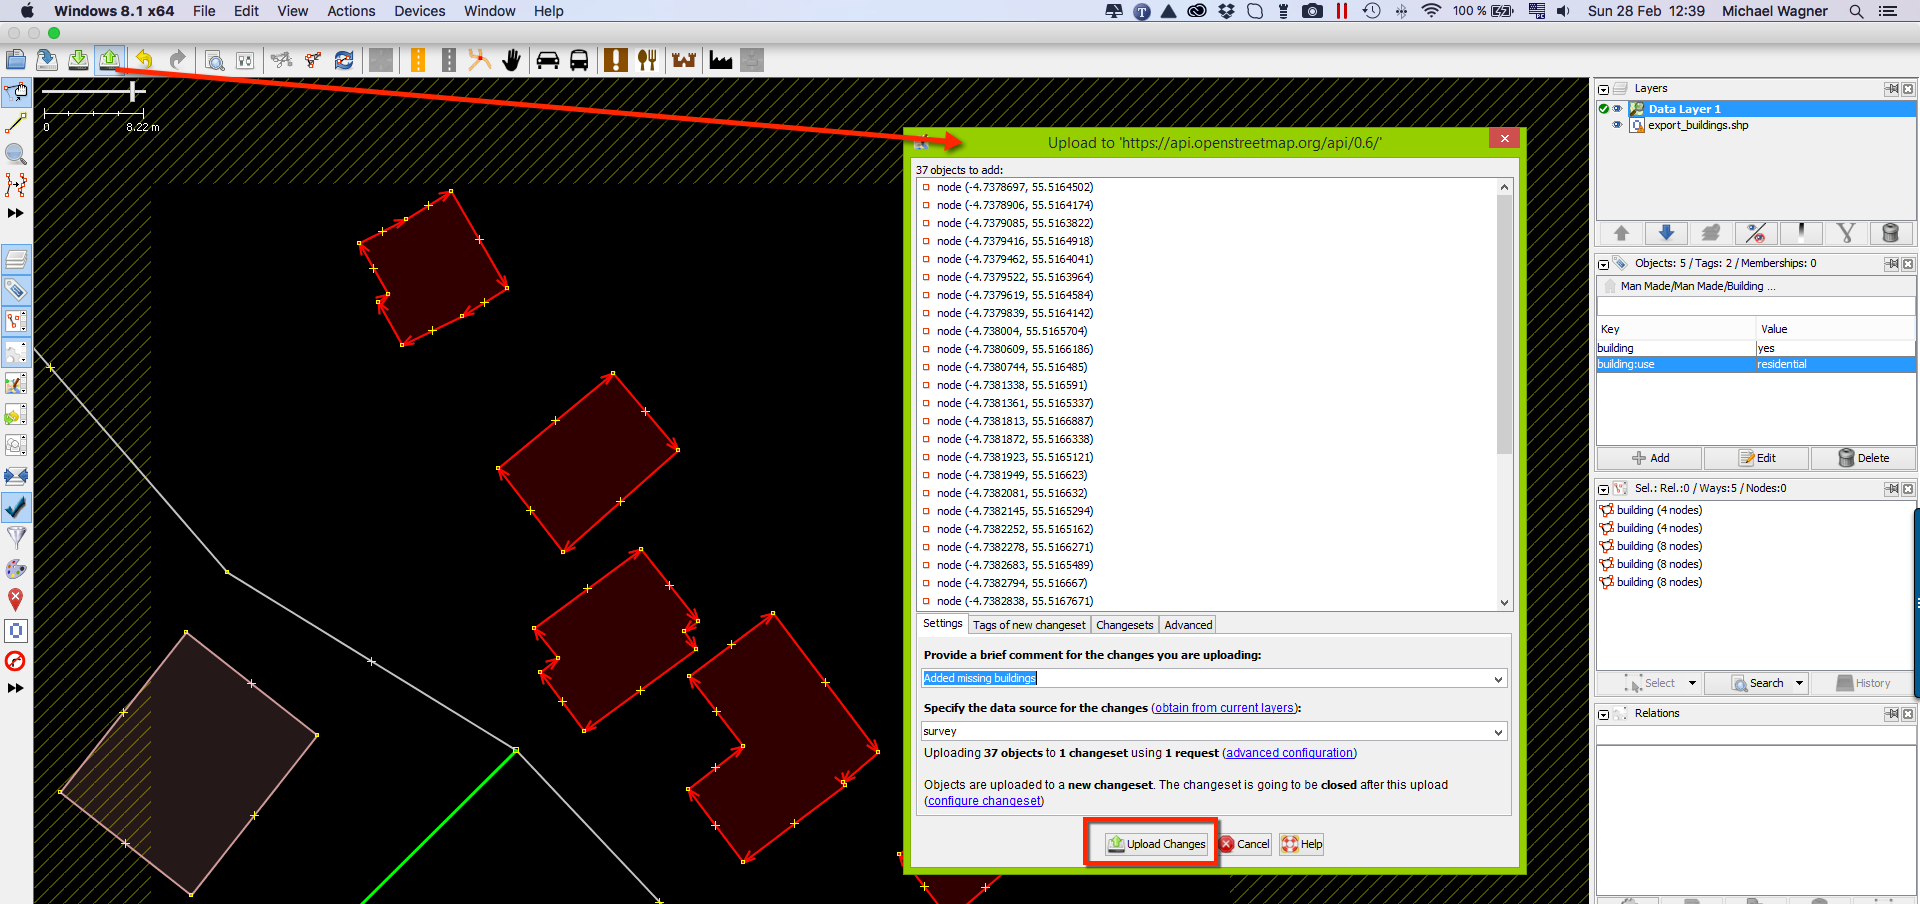 Windows 8.1 x64 File Edit View Actions Devices Window Help 100 % Sun 28 Feb 12:39 Michael Wagner
0 8.22 m
Upload to 'https://api.openstreetmap.org/api/0.6/'
37 objects to add:
node (-4.7378697, 55.5164502)
node (-4.7378906, 55.5164174)
node (-4.7379085, 55.5163822)
node (-4.7379416, 55.5164918)
node (-4.7379462, 55.5164041)
node (-4.7379522, 55.5163964)
node (-4.7379619, 55.5164584)
node (-4.7379839, 55.5164142)
node (-4.738004, 55.5165704)
node (-4.7380609, 55.5166186)
node (-4.7380744, 55.516485)
node (-4.7381338, 55.516591)
node (-4.7381361, 55.5165337)
node (-4.7381813, 55.5166887)
node (-4.7381872, 55.5166338)
node (-4.7381923, 55.5165121)
node (-4.7381949, 55.516623)
node (-4.7382081, 55.516632)
node (-4.7382145, 55.5165294)
node (-4.7382252, 55.5165162)
node (-4.7382278, 55.5166271)
node (-4.7382683, 55.5165489)
node (-4.7382794, 55.516667)
node (-4.7382838, 55.5167671)
Settings Tags of new changeset Changesets Advanced
Provide a brief comment for the changes you are uploading:
Added missing buildings
Specify the data source for the changes (obtain from current layers):
survey
Uploading 37 objects to 1 changeset using 1 request (advanced configuration)
Objects are uploaded to a new changeset. The changeset is going to be closed after this upload
(configure changeset)
Upload Changes Cancel Help
Layers
Data Layer 1
export_buildings.shp
Objects: 5 / Tags: 2 / Memberships: 0
Man Made/Man Made/Building ...
Key Value
building yes
building:use residential
Add Edit Delete
Sel.: Rel.:0 / Ways:5 / Nodes:0
building (4 nodes)
building (4 nodes)
building (8 nodes)
building (8 nodes)
building (8 nodes)
Select Search History
Relations